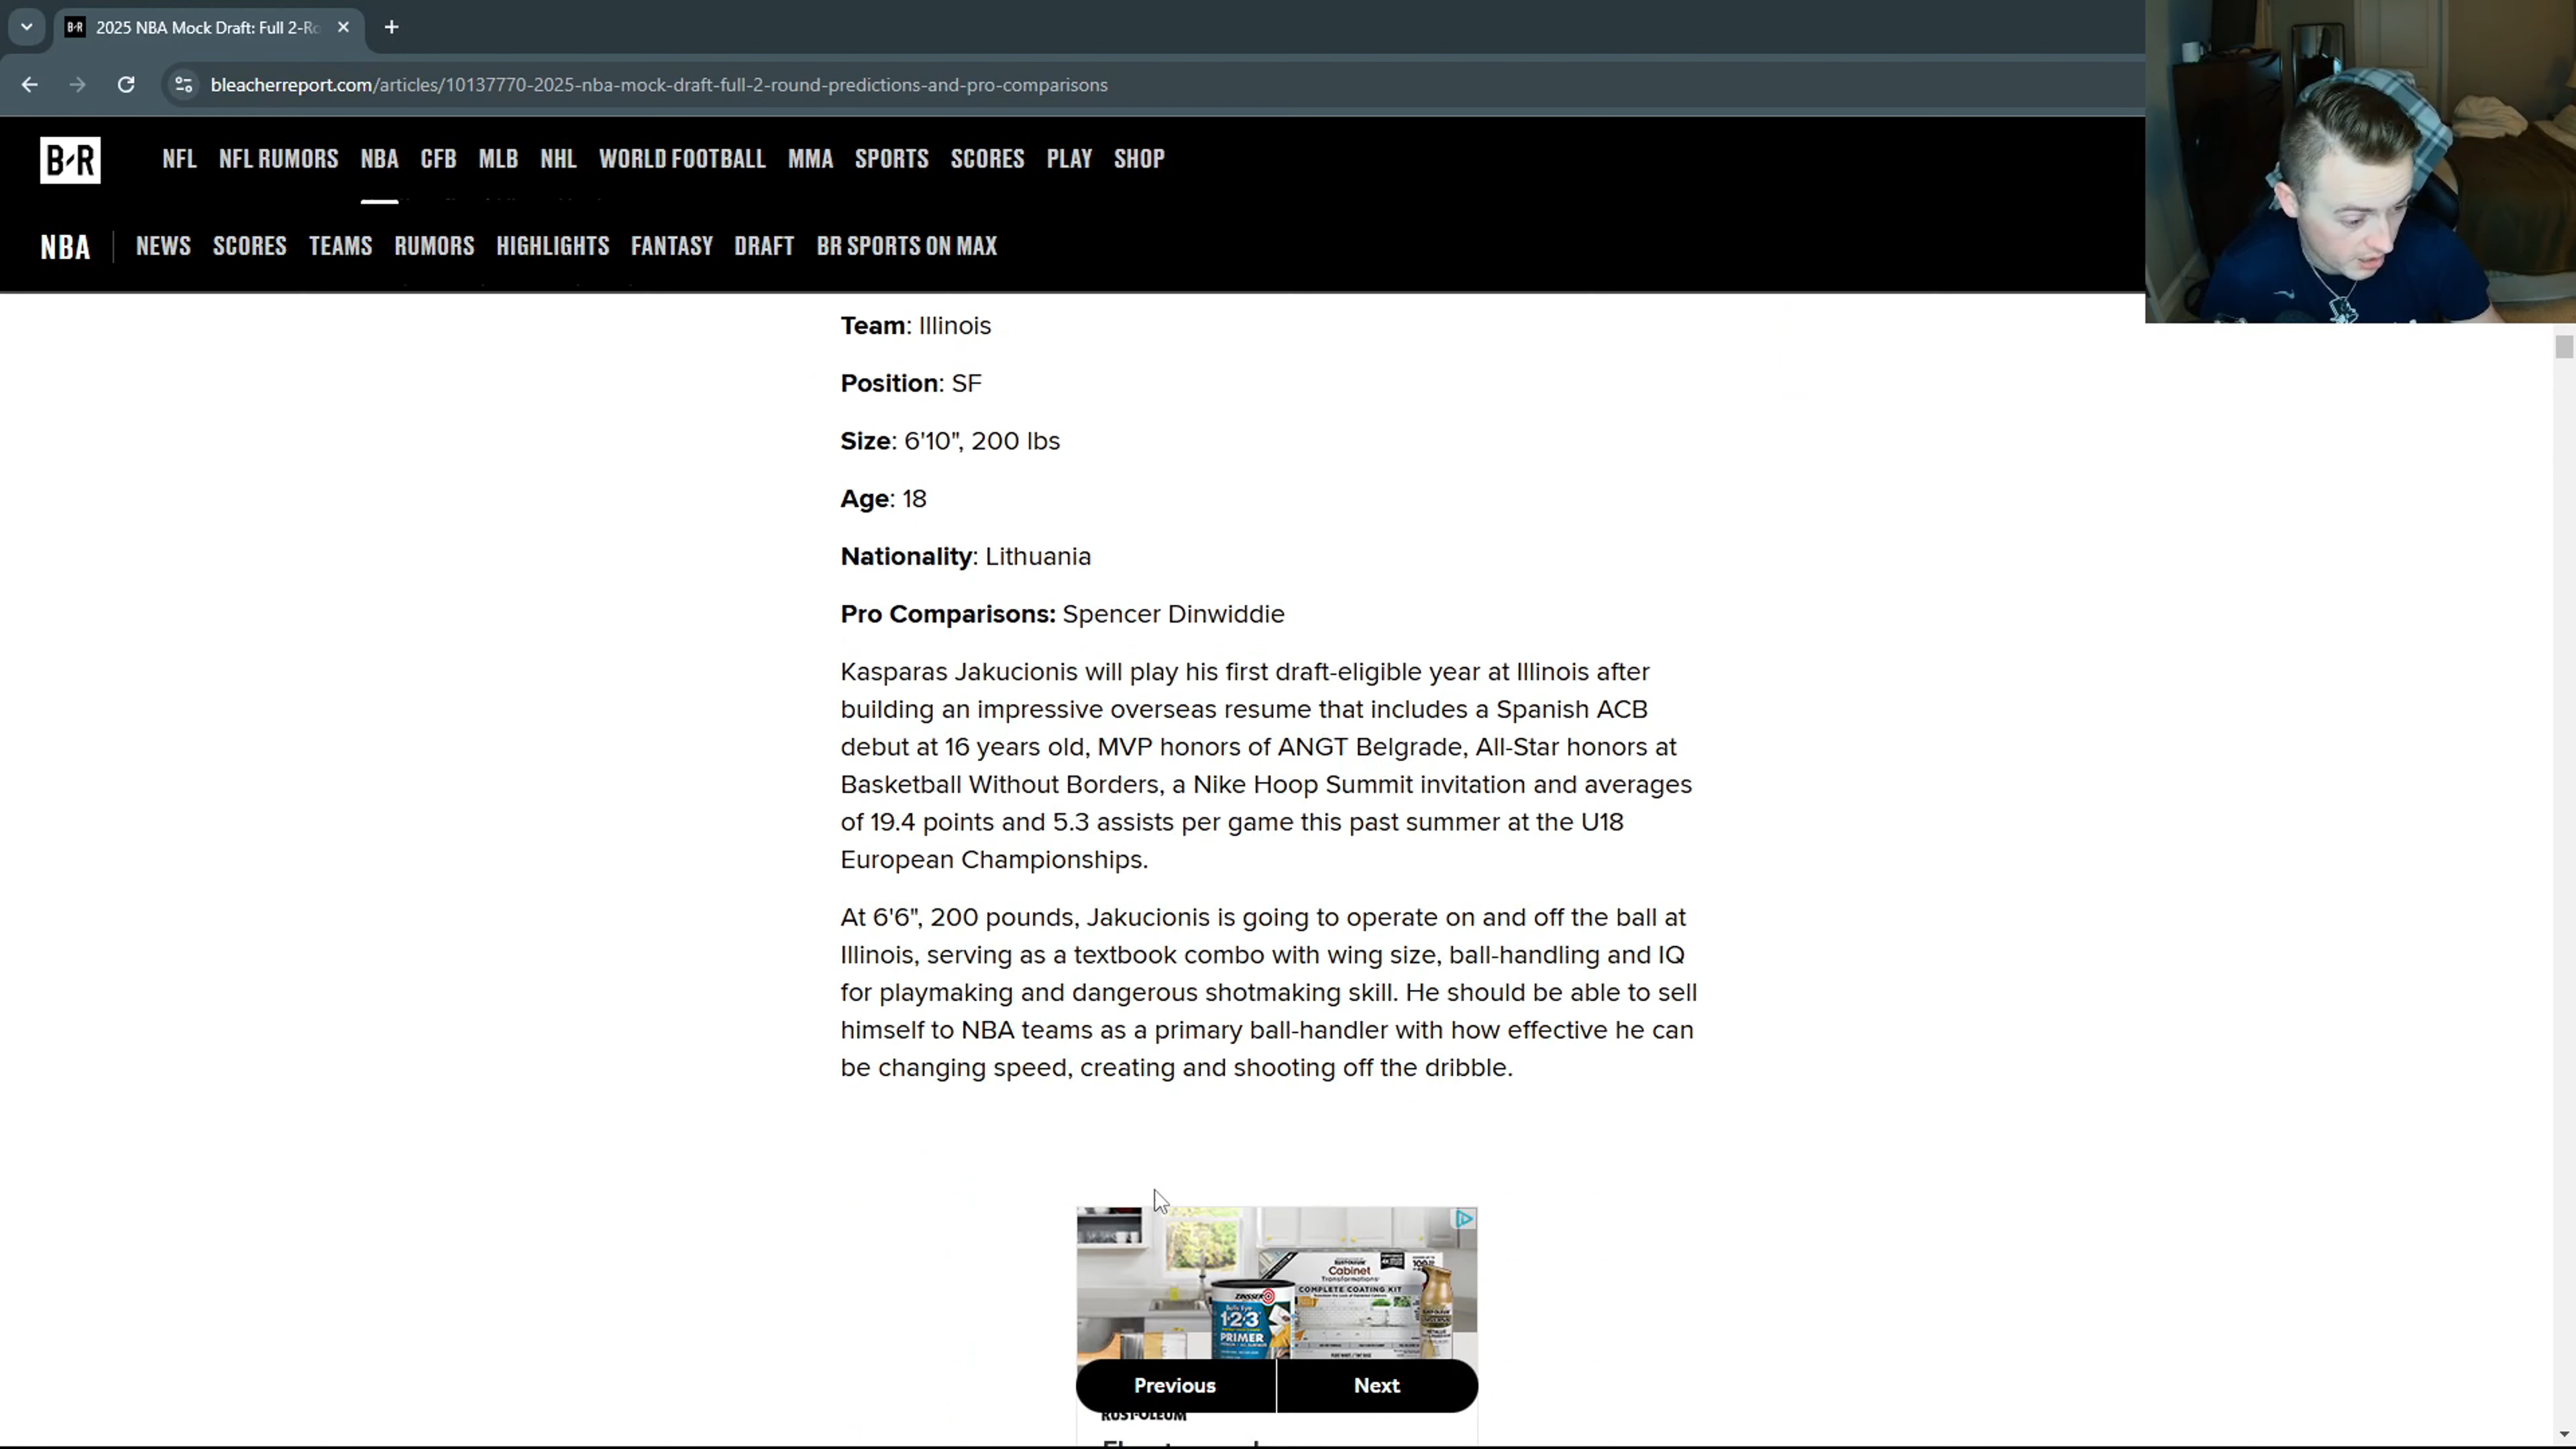 2025 NBA Mock Draft: Full 2-Ro
bleacherreport.com/articles/10137770-2025-nba-mock-draft-full-2-round-predictions-and-pro-comparisons
B/R NFL NFL RUMORS NBA CFB MLB NHL WORLD FOOTBALL MMA SPORTS SCORES PLAY SHOP
NBA NEWS SCORES TEAMS RUMORS HIGHLIGHTS FANTASY DRAFT BR SPORTS ON MAX
Team: Illinois
Position: SF
Size: 6'10", 200 lbs
Age: 18
Nationality: Lithuania
Pro Comparisons: Spencer Dinwiddie
Kasparas Jakucionis will play his first draft-eligible year at Illinois after
building an impressive overseas resume that includes a Spanish ACB
debut at 16 years old, MVP honors of ANGT Belgrade, All-Star honors at
Basketball Without Borders, a Nike Hoop Summit invitation and averages
of 19.4 points and 5.3 assists per game this past summer at the U18
European Championships.
At 6'6", 200 pounds, Jakucionis is going to operate on and off the ball at
Illinois, serving as a textbook combo with wing size, ball-handling and IQ
for playmaking and dangerous shotmaking skill. He should be able to sell
himself to NBA teams as a primary ball-handler with how effective he can
be changing speed, creating and shooting off the dribble.
RUST-OLEUM
Cabinet
Transformations
COMPLETE COATING KIT
ZINSSER
Bulls Eye
1-2-3
PRIMER
Previous Next
RUST-OLEUM